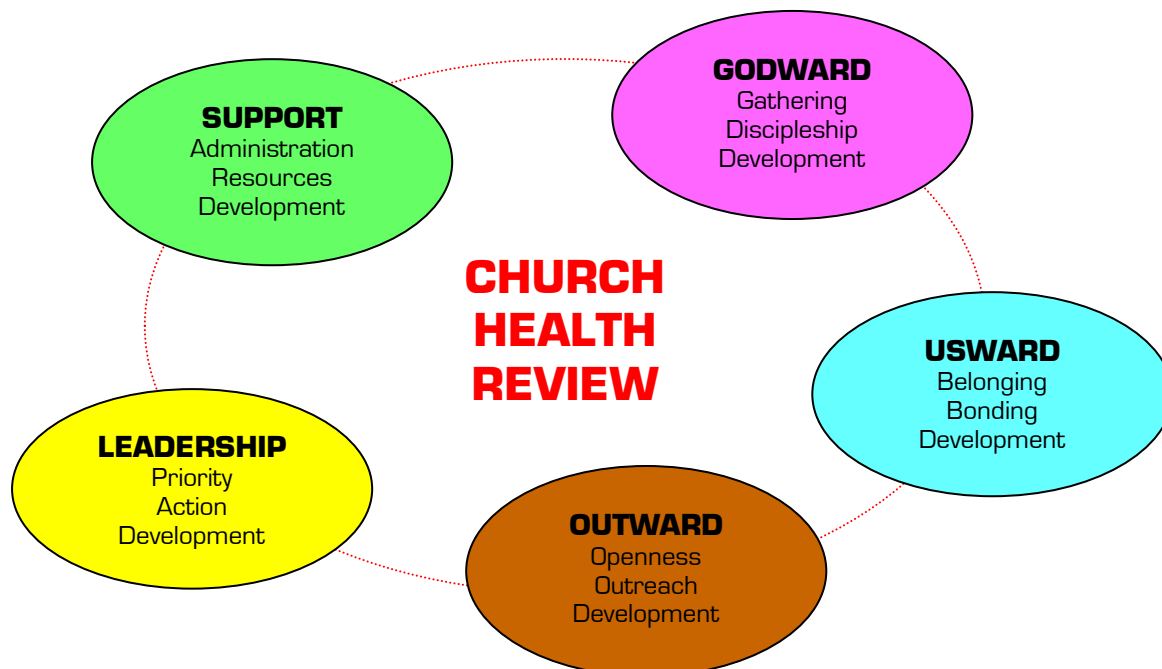 SUPPORT
Administration
Resources
Development
GODWARD
Gathering
Discipleship
Development
CHURCH
HEALTH
REVIEW
USWARD
Belonging
Bonding
Development
LEADERSHIP
Priority
Action
Development
OUTWARD
Openness
Outreach
Development